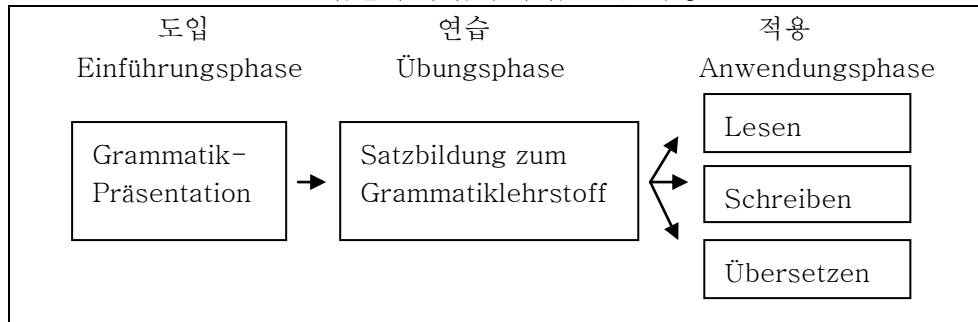 도입
연습
적용
Einführungsphase
Übungsphase
Anwendungsphase
Grammatik-
Präsentation
Satzbildung zum
Grammatiklehrstoff
Lesen
Schreiben
Übersetzen